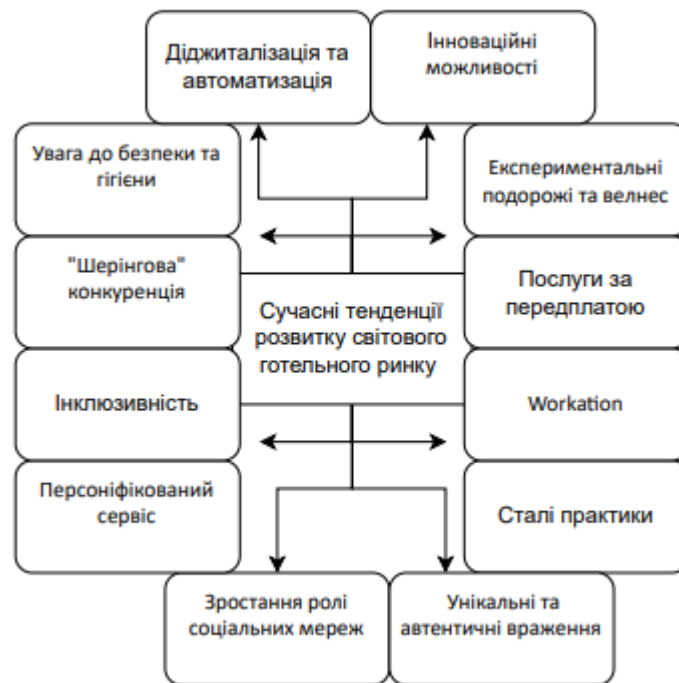 Діджиталізація та
автоматизація
Інноваційні
можливості
Увага до безпеки та
гігієни
Експериментальні
подорожі та велнес
"Шерінгова"
конкуренція
Послуги за
передплатою
Сучасні тенденції
розвитку світового
готельного ринку
Інклюзивність
Workation
Персоніфікований
сервіс
Сталі практики
Зростання ролі
соціальних мереж
Унікальні та
автентичні враження